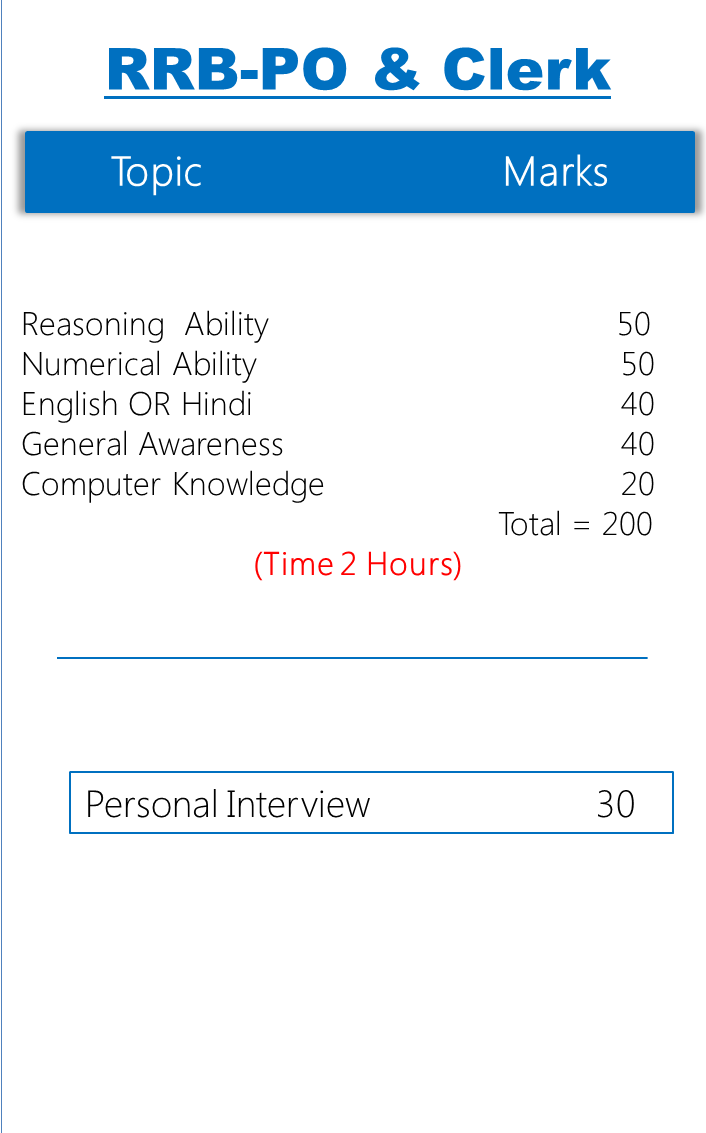 RRB-PO & Clerk
Topic Marks
Reasoning Ability 50
Numerical Ability 50
English OR Hindi 40
General Awareness 40
Computer Knowledge 20
Total = 200
(Time 2 Hours)
Personal Interview 30